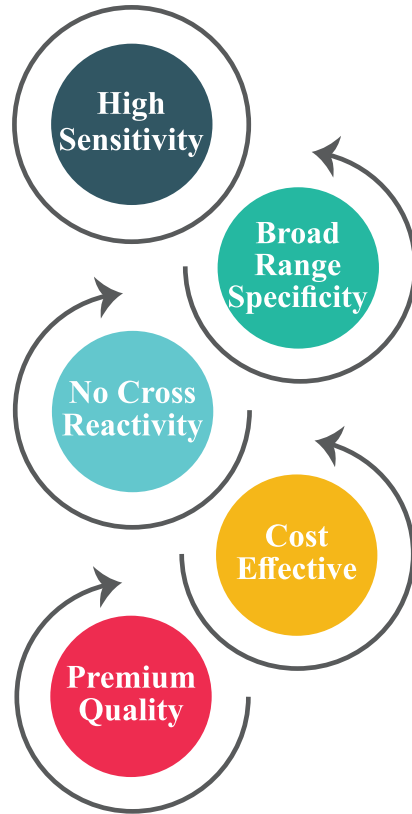 High
Sensitivity
Broad
Range
Specificity
No Cross
Reactivity
Cost
Effective
Premium
Quality